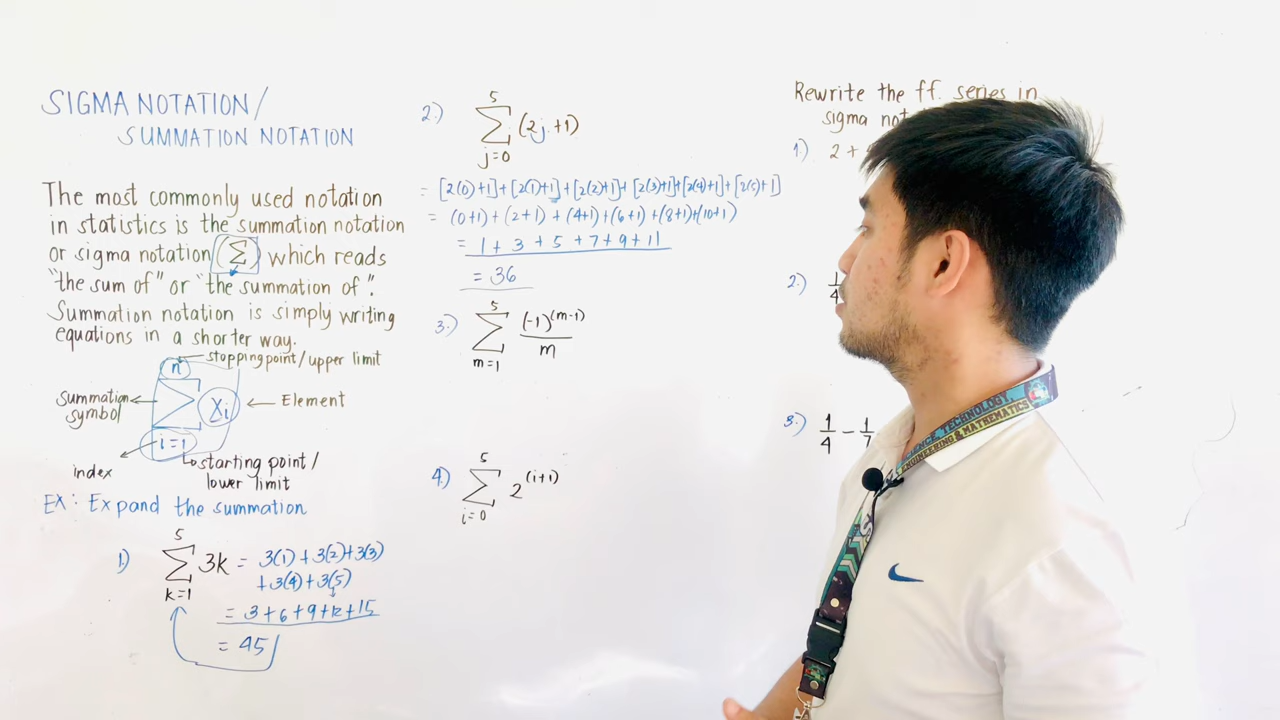 SIGMA NOTATION/
SUMMATION NOTATION
The most commonly used notation
in statistics is the summation notation
or sigma notation (Σ) which reads
"the sum of" or "the summation of".
Summation notation is simply writing
equations in a shorter way.
n ← stopping point/upper limit
Summation
symbol
Σ Xi ← Element
i=1
index
starting point/
lower limit
EX: Expand the summation
1.)
5
Σ 3k = 3(1) + 3(2)+3(3)
k=1
+3(4)+3(5)
= 3+6+9+12+15
= 45
2.)
5
Σ (2j+1)
j=0
= [2(0)+1]+[2(1)+1]+[2(2)+1]+[2(3)+1]+[2(4)+1]+[2(5)+1]
= (0+1)+(2+1)+(4+1)+(6+1)+(8+1)+(10+1)
= 1+3+5+7+9+11
= 36
3.)
5
Σ (-1)^(m-1) / m
m=1
4.)
5
Σ 2^(i+1)
i=0
Rewrite the ff. series in
sigma
1.) 2 +
2.) 1/4
3.) 1/4 − 1/7
SCIENCE, TECHNOLOGY,
ENGINEERING & MATHEMATICS